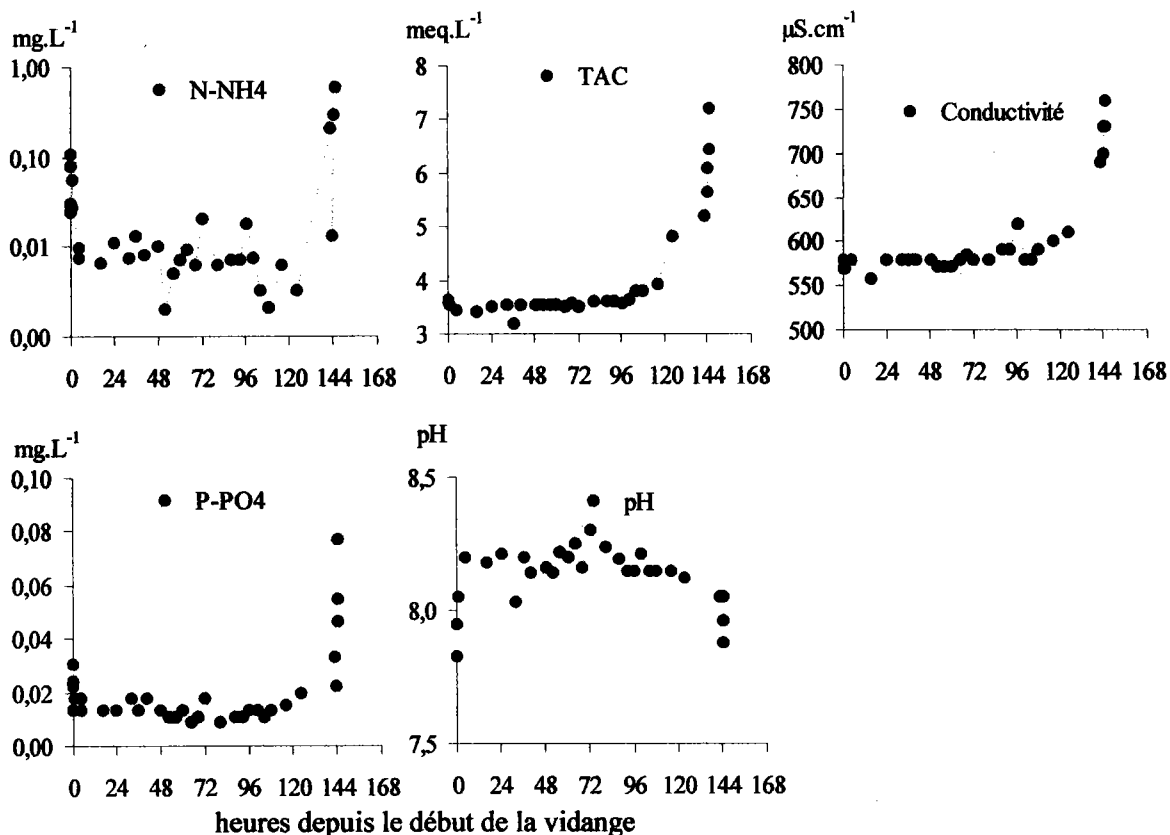 mg.L⁻¹
1,00
0,10
0,01
0,00
N-NH4
0 24 48 72 96 120 144 168
meq.L⁻¹
8
7
6
5
4
3
TAC
0 24 48 72 96 120 144 168
µS.cm⁻¹
800
750
700
650
600
550
500
Conductivité
0 24 48 72 96 120 144 168
mg.L⁻¹
0,10
0,08
0,06
0,04
0,02
0,00
P-PO4
0 24 48 72 96 120 144 168
pH
8,5
8,0
7,5
pH
0 24 48 72 96 120 144 168
heures depuis le début de la vidange